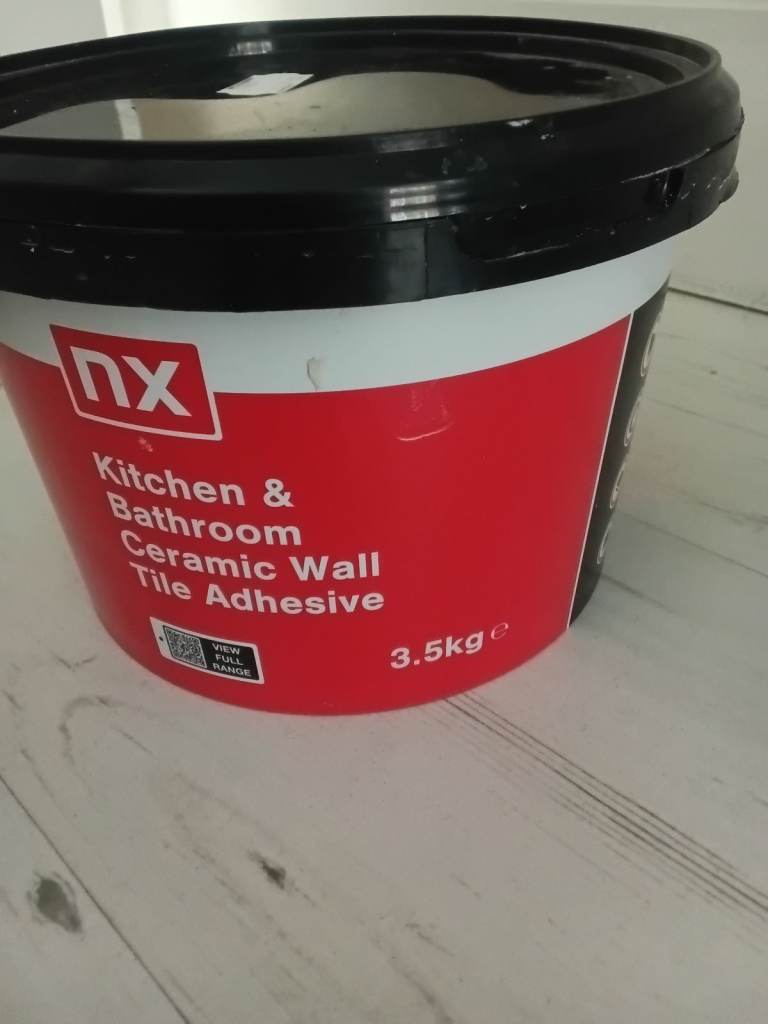 nx
Kitchen &
Bathroom
Ceramic Wall
Tile Adhesive
VIEW
FULL
RANGE
3.5kg ℮